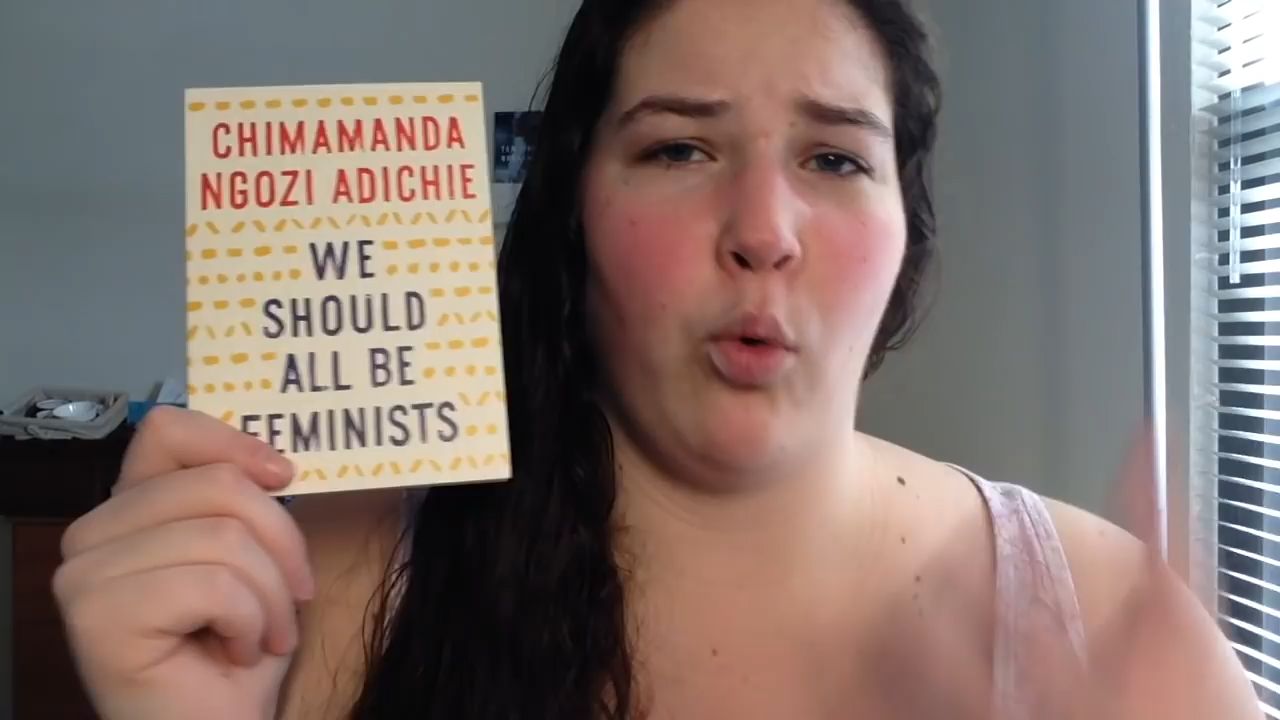 CHIMAMANDA
NGOZI ADICHIE
WE
SHOULD
ALL BE
FEMINISTS